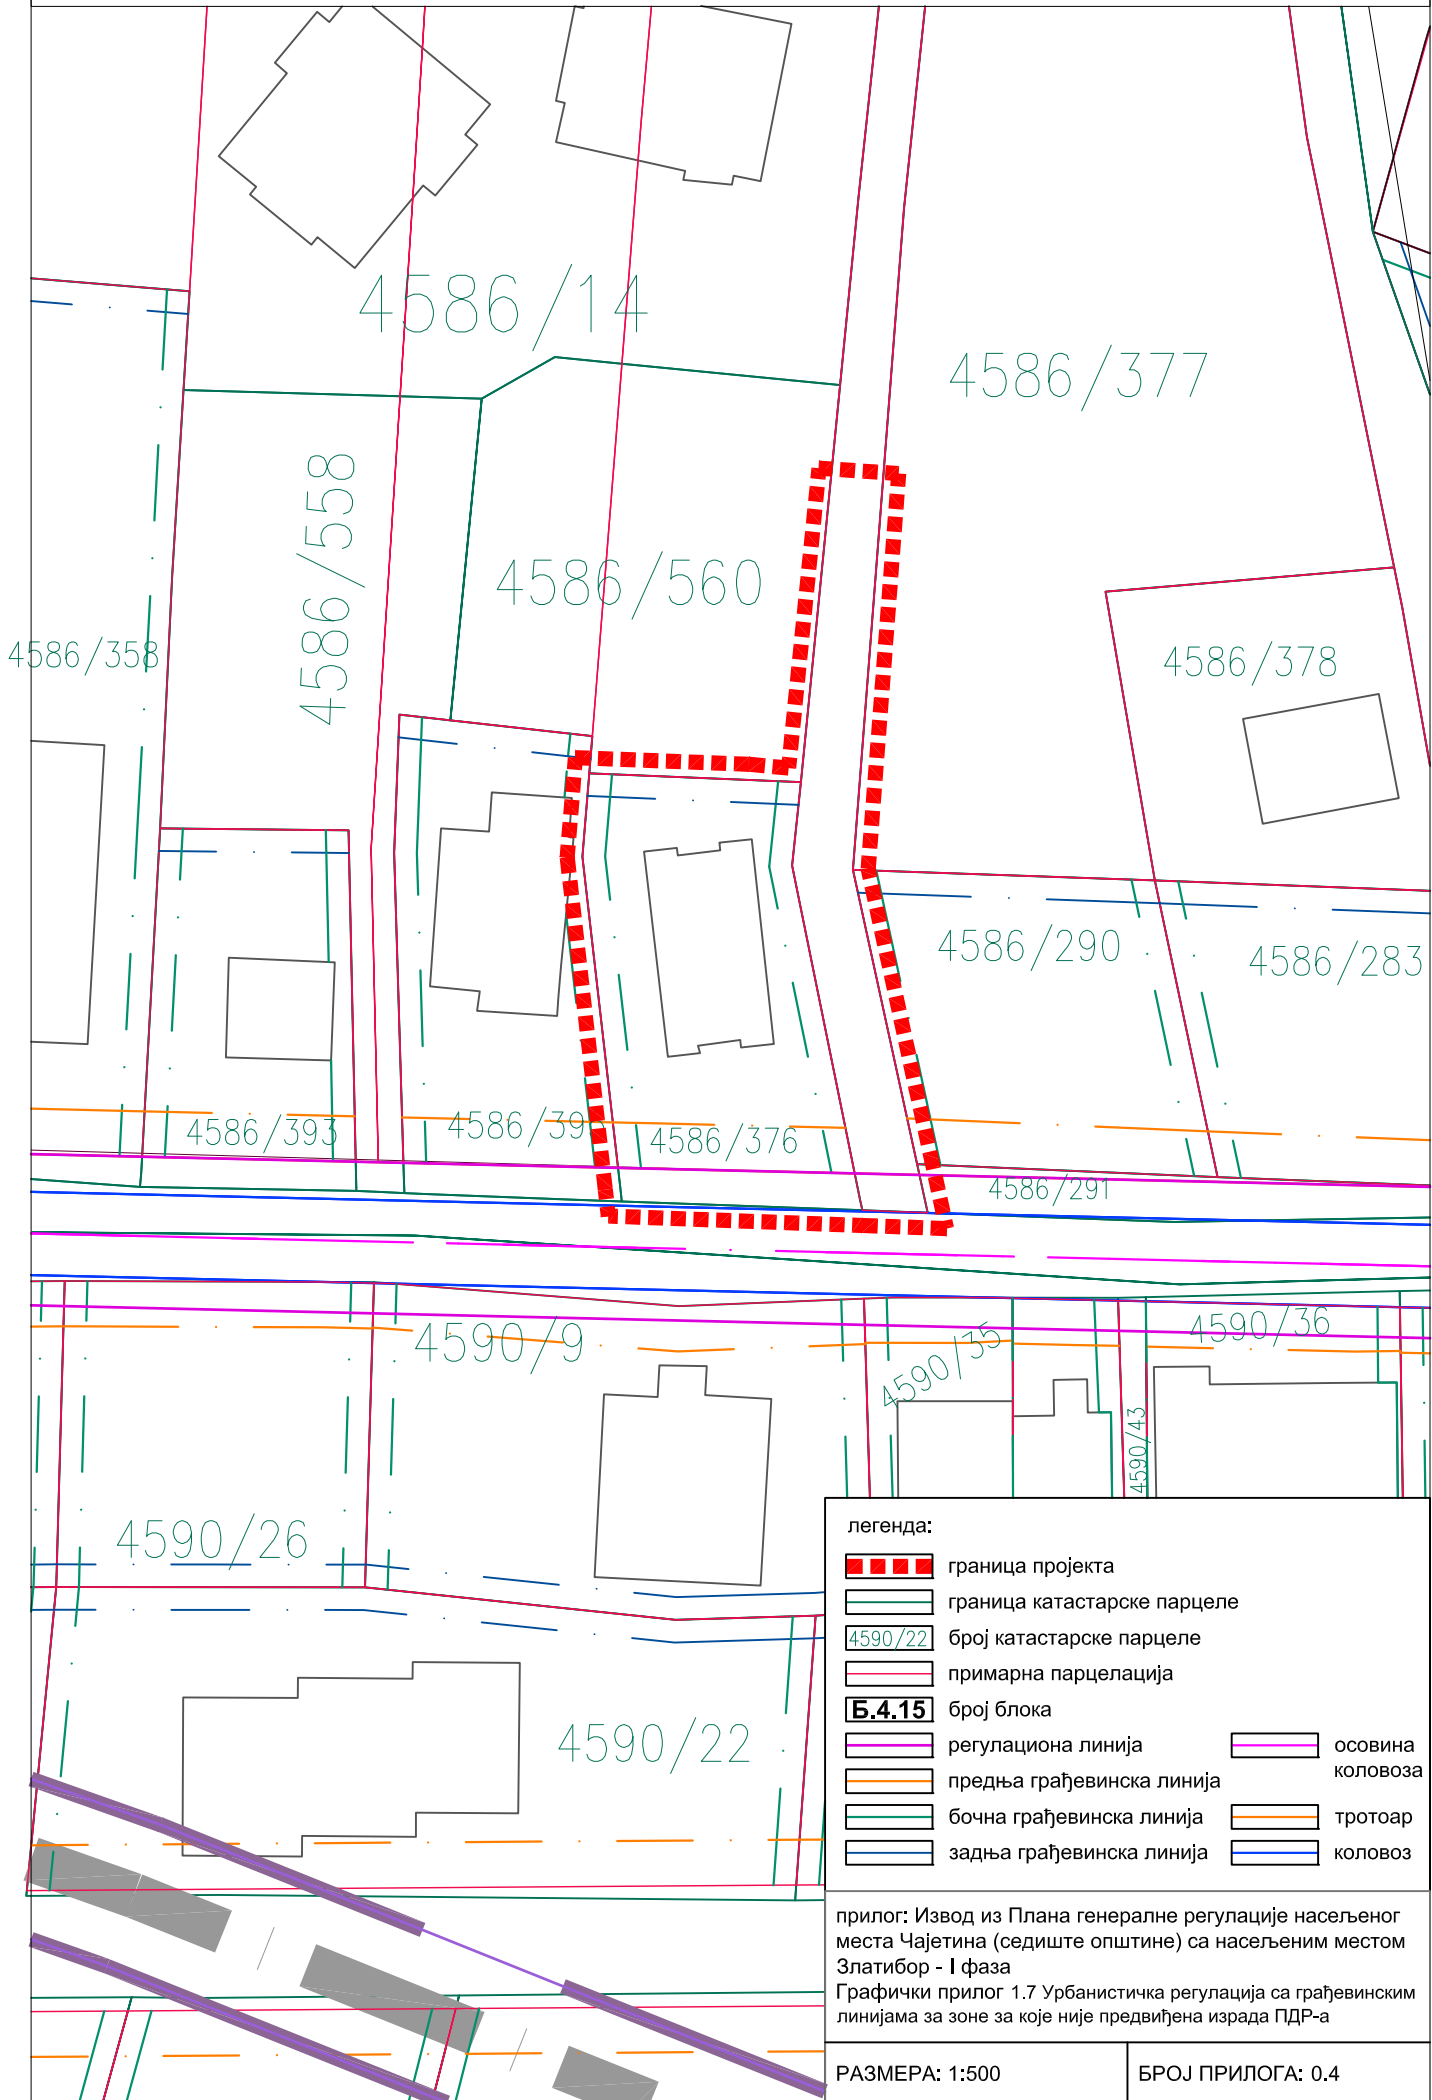 4586/14
4586/377
4586/558
4586/560
4586/358
4586/378
4586/290
4586/283
4586/393
4586/39
4586/376
4586/291
4590/9
4590/35
4590/36
4590/43
4590/26
4590/22
легенда:
граница пројекта
граница катастарске парцеле
4590/22 број катастарске парцеле
примарна парцелација
Б.4.15 број блока
регулациона линија
осовина
коловоза
предња грађевинска линија
бочна грађевинска линија
тротоар
задња грађевинска линија
коловоз
прилог: Извод из Плана генералне регулације насељеног
места Чајетина (седиште општине) са насељеним местом
Златибор - I фаза
Графички прилог 1.7 Урбанистичка регулација са грађевинским
линијама за зоне за које није предвиђена израда ПДР-а
РАЗМЕРА: 1:500
БРОЈ ПРИЛОГА: 0.4